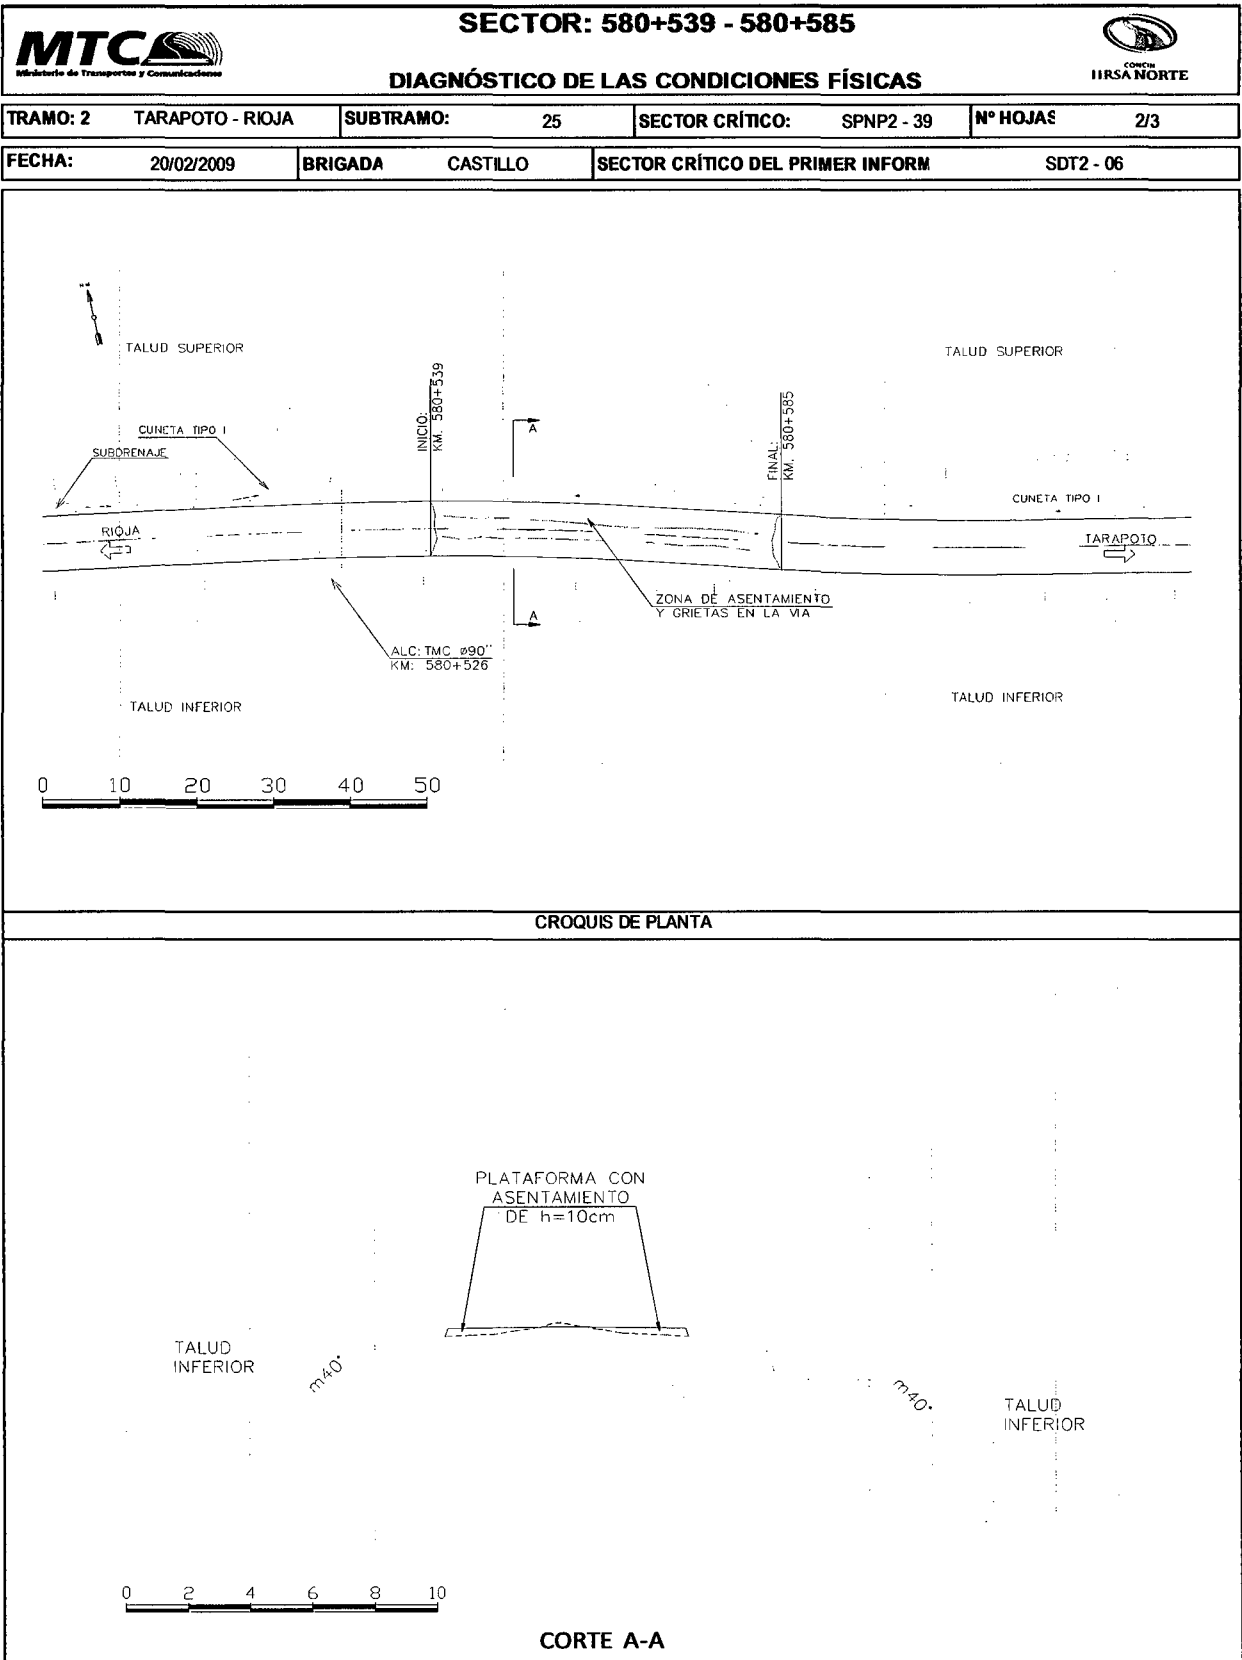 SECTOR: 580+539 - 580+585
MTC
Ministerio de Transportes y Comunicaciones
DIAGNÓSTICO DE LAS CONDICIONES FÍSICAS
CONCIN
IIRSA NORTE
TRAMO: 2 TARAPOTO - RIOJA SUBTRAMO: 25 SECTOR CRÍTICO: SPNP2 - 39 Nº HOJAS 2/3
FECHA: 20/02/2009 BRIGADA CASTILLO SECTOR CRÍTICO DEL PRIMER INFORM SDT2 - 06
TALUD SUPERIOR
TALUD SUPERIOR
INICIO:
KM. 580+539
FINAL:
KM. 580+585
A
CUNETA TIPO I
SUBDRENAJE
CUNETA TIPO I
RIOJA
TARAPOTO
ZONA DE ASENTAMIENTO
Y GRIETAS EN LA VIA
A
ALC: TMC ø90"
KM: 580+526
TALUD INFERIOR
TALUD INFERIOR
0 10 20 30 40 50
CROQUIS DE PLANTA
PLATAFORMA CON
ASENTAMIENTO
DE h=10cm
TALUD
INFERIOR
m40°
m40°
TALUD
INFERIOR
0 2 4 6 8 10
CORTE A-A